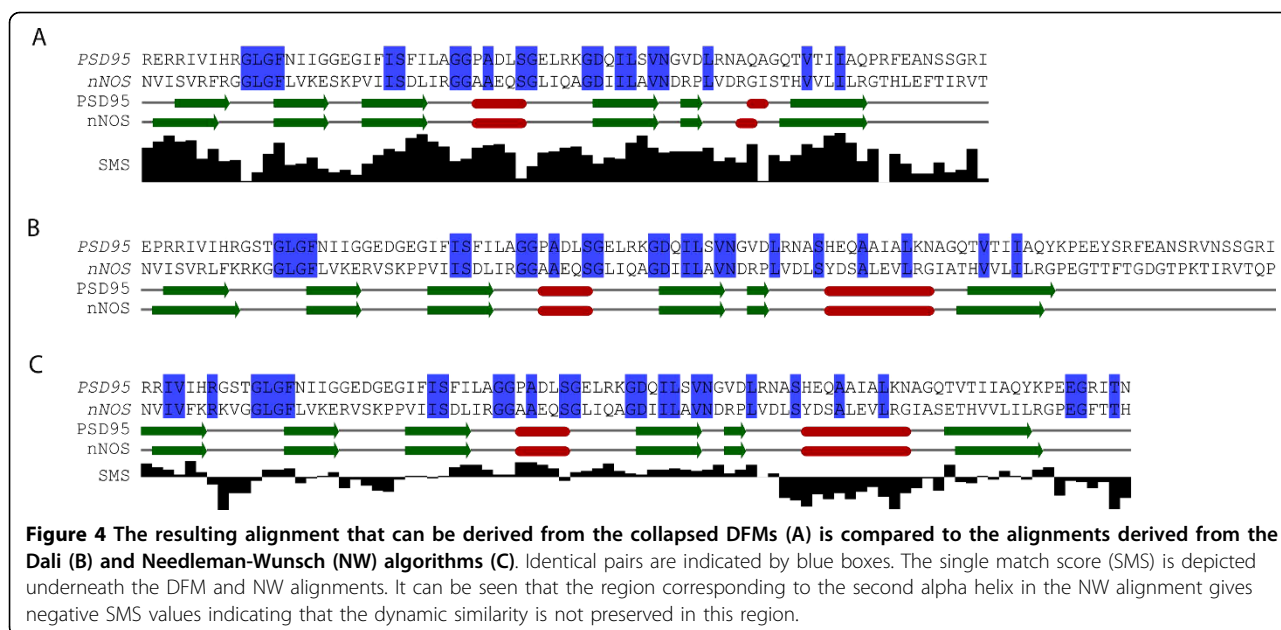 A
PSD95 RERRIVIHRGLGFNIIGGEGIFISFILAGGPADLSGELRKGDQILSVNGVDLRNAQAGQTVTIIAQPRFEANSSGRI
nNOS NVISVRFRGGLGFLVKESKPVIISDLIRGGAAEQSGLIQAGDIILAVNDRPLVDRGISTHVVLILRGTHLEFTIRVT
PSD95
nNOS
SMS
B
PSD95 EPRRIVIHRGSTGLGFNIIGGEDGEGIFISFILAGGPADLSGELRKGDQILSVNGVDLRNASHEQAAIALKNAGQTVTIIAQYKPEEYSRFEANSRVNSSGRI
nNOS NVISVRLFKRKGGLGFLVKERVSKPPVIISDLIRGGAAEQSGLIQAGDIILAVNDRPLVDLSYDSALEVLRGIATHVVLILRGPEGTTFTGDGTPKTIRVTQP
PSD95
nNOS
C
PSD95 RRIVIHRGSTGLGFNIIGGEDGEGIFISFILAGGPADLSGELRKGDQILSVNGVDLRNASHEQAAIALKNAGQTVTIIAQYKPEEGRITN
nNOS NVIVFKRKVGGLGFLVKERVSKPPVIISDLIRGGAAEQSGLIQAGDIILAVNDRPLVDLSYDSALEVLRGIASETHVVLILRGPEGFTTH
PSD95
nNOS
SMS
Figure 4 The resulting alignment that can be derived from the collapsed DFMs (A) is compared to the alignments derived from the
Dali (B) and Needleman-Wunsch (NW) algorithms (C). Identical pairs are indicated by blue boxes. The single match score (SMS) is depicted
underneath the DFM and NW alignments. It can be seen that the region corresponding to the second alpha helix in the NW alignment gives
negative SMS values indicating that the dynamic similarity is not preserved in this region.